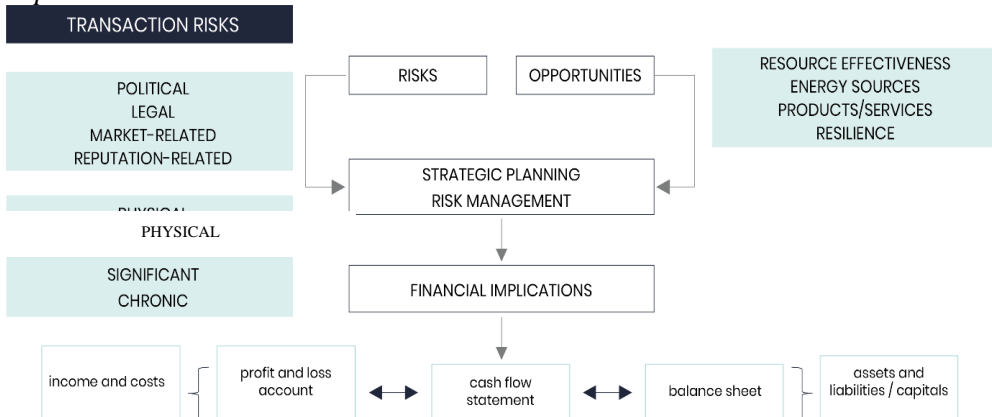 TRANSACTION RISKS
POLITICAL
LEGAL
MARKET-RELATED
REPUTATION-RELATED
PHYSICAL
PHYSICAL
SIGNIFICANT
CHRONIC
RISKS
OPPORTUNITIES
RESOURCE EFFECTIVENESS
ENERGY SOURCES
PRODUCTS/SERVICES
RESILIENCE
STRATEGIC PLANNING
RISK MANAGEMENT
FINANCIAL IMPLICATIONS
income and costs
profit and loss
account
cash flow
statement
balance sheet
assets and
liabilities / capitals